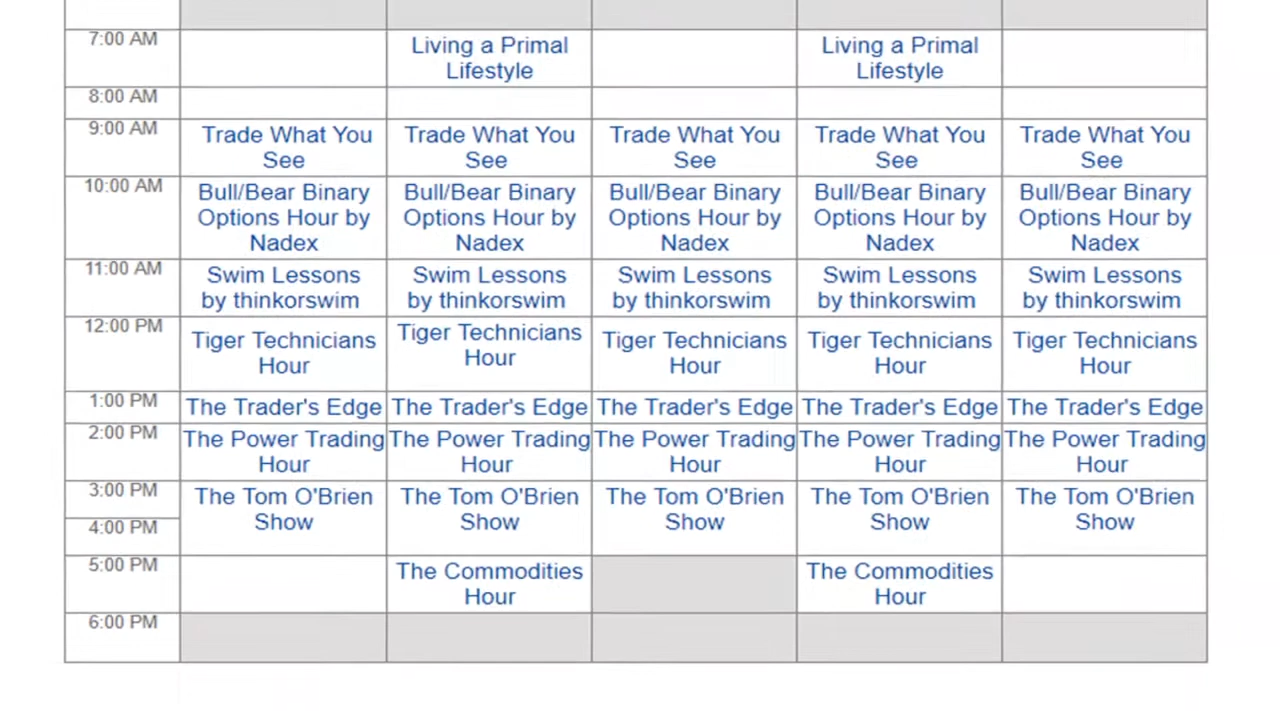 7:00 AM
Living a Primal
Lifestyle
Living a Primal
Lifestyle
8:00 AM
9:00 AM
Trade What You
See
Trade What You
See
Trade What You
See
Trade What You
See
Trade What You
See
10:00 AM
Bull/Bear Binary
Options Hour by
Nadex
Bull/Bear Binary
Options Hour by
Nadex
Bull/Bear Binary
Options Hour by
Nadex
Bull/Bear Binary
Options Hour by
Nadex
Bull/Bear Binary
Options Hour by
Nadex
11:00 AM
Swim Lessons
by thinkorswim
Swim Lessons
by thinkorswim
Swim Lessons
by thinkorswim
Swim Lessons
by thinkorswim
Swim Lessons
by thinkorswim
12:00 PM
Tiger Technicians
Hour
Tiger Technicians
Hour
Tiger Technicians
Hour
Tiger Technicians
Hour
Tiger Technicians
Hour
1:00 PM
The Trader's Edge
The Trader's Edge
The Trader's Edge
The Trader's Edge
The Trader's Edge
2:00 PM
The Power Trading
Hour
The Power Trading
Hour
The Power Trading
Hour
The Power Trading
Hour
The Power Trading
Hour
3:00 PM
The Tom O'Brien
Show
The Tom O'Brien
Show
The Tom O'Brien
Show
The Tom O'Brien
Show
The Tom O'Brien
Show
4:00 PM
5:00 PM
The Commodities
Hour
The Commodities
Hour
6:00 PM